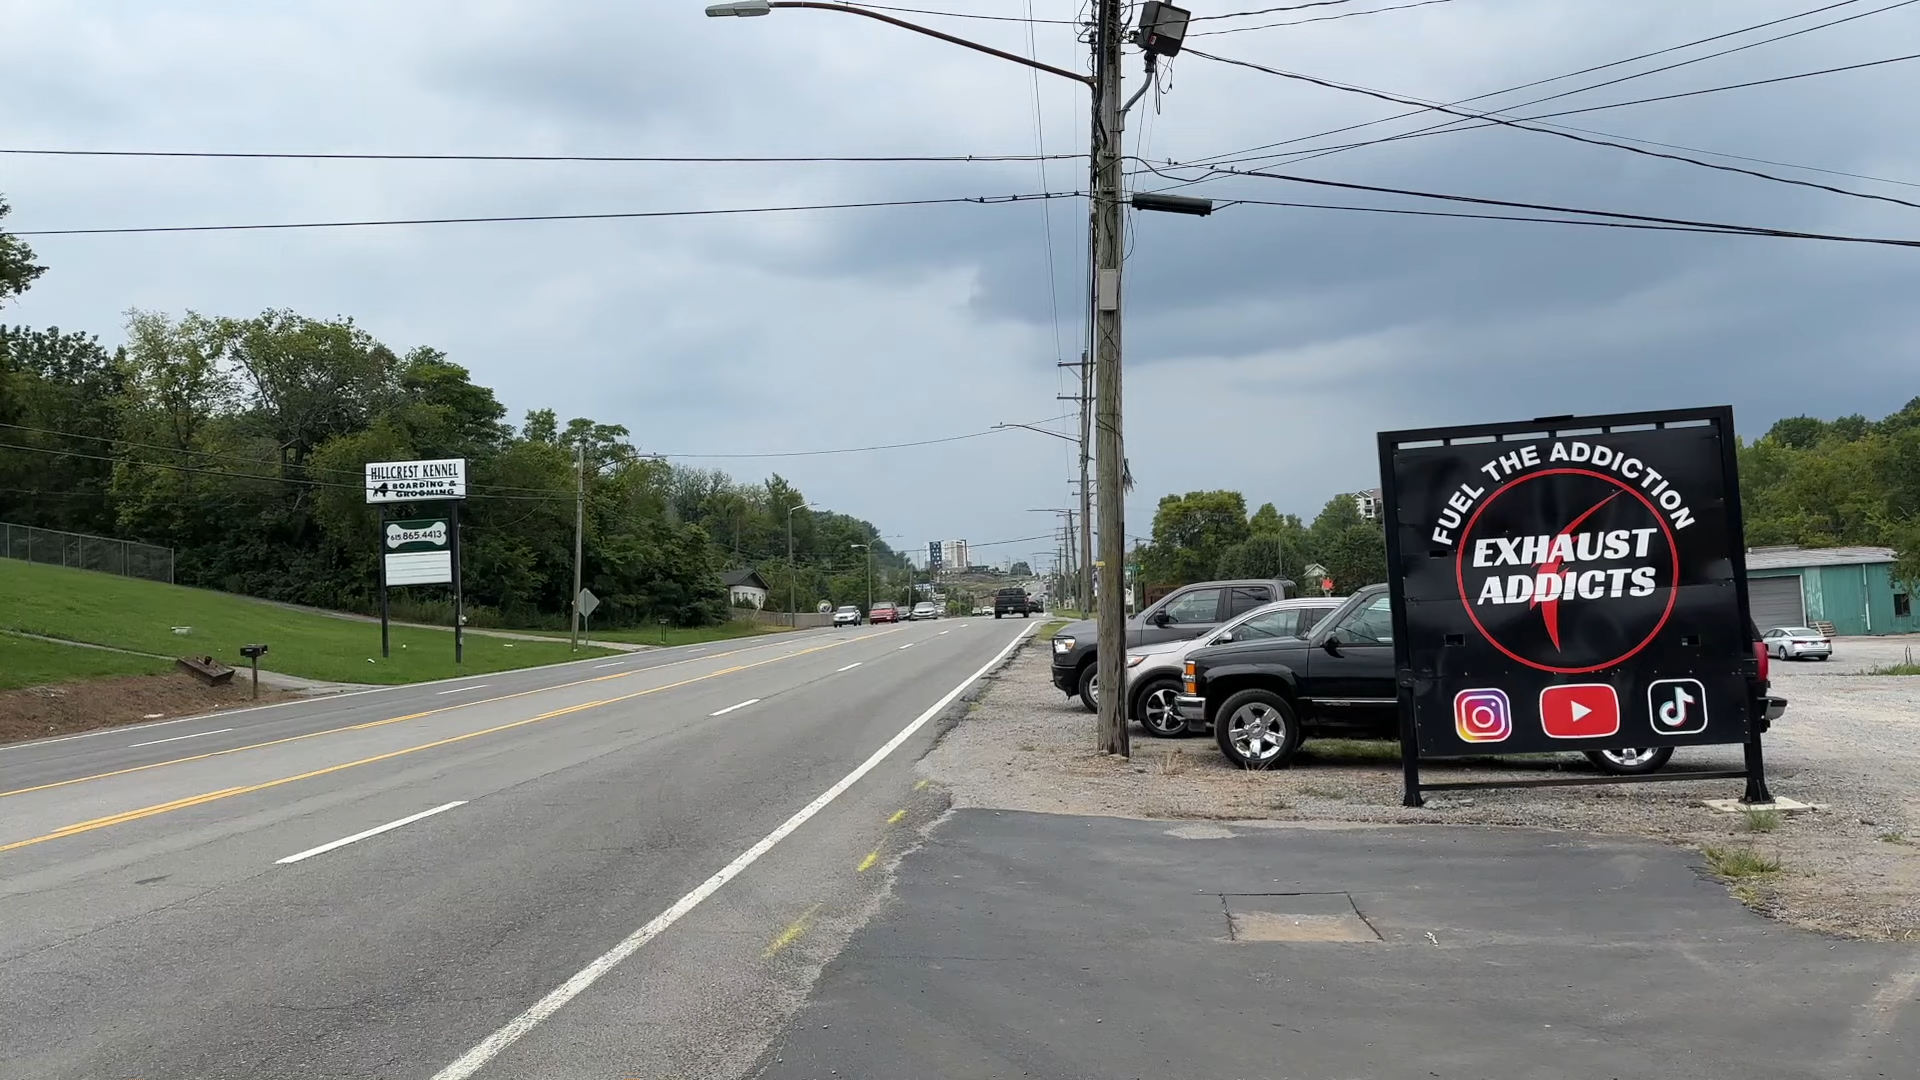 HILLCREST KENNEL
BOARDING &
GROOMING
615.865.4413
FUEL THE ADDICTION
EXHAUST
ADDICTS